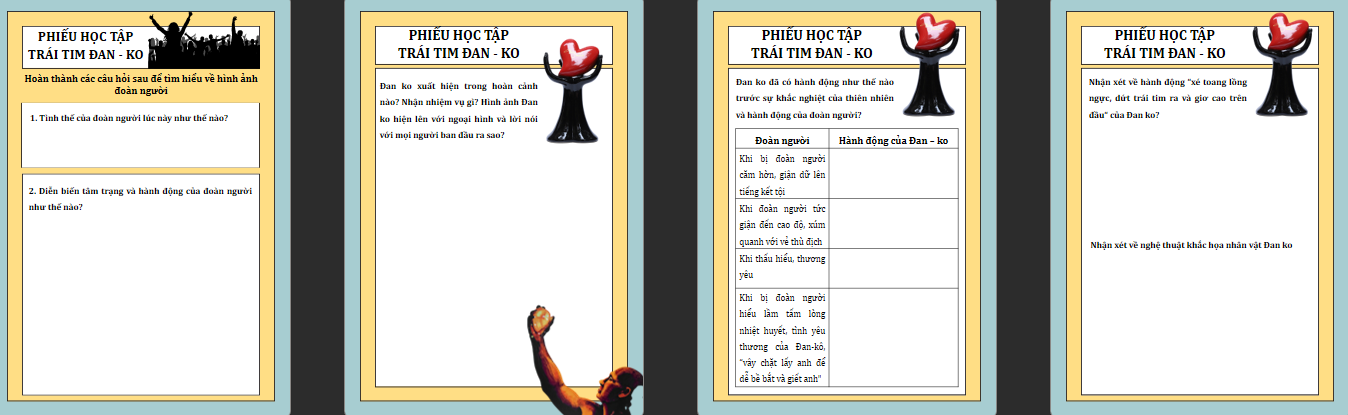 PHIẾU HỌC TẬP
TRÁI TIM ĐAN - KO
Hoàn thành các câu hỏi sau để tìm hiểu về hình ảnh
đoàn người
1. Tình thế của đoàn người lúc này như thế nào?
2. Diễn biến tâm trạng và hành động của đoàn người
như thế nào?
PHIẾU HỌC TẬP
TRÁI TIM ĐAN - KO
Đan ko xuất hiện trong hoàn cảnh
nào? Nhận nhiệm vụ gì? Hình ảnh Đan
ko hiện lên với ngoại hình và lời nói
với mọi người ban đầu ra sao?
PHIẾU HỌC TẬP
TRÁI TIM ĐAN - KO
Đan ko đã có hành động như thế nào
trước sự khắc nghiệt của thiên nhiên
và hành động của đoàn người?
Đoàn người
Hành động của Đan – ko
Khi bị đoàn người
căm hờn, giận dữ lên
tiếng kết tội
Khi đoàn người tức
giận đến cao độ, xúm
quanh với vẻ thù địch
Khi thấu hiểu, thương
yêu
Khi bị đoàn người
hiểu lầm tấm lòng
nhiệt huyết, tình yêu
thương của Đan-kô,
"vây chặt lấy anh để
dễ bề bắt và giết anh"
PHIẾU HỌC TẬP
TRÁI TIM ĐAN - KO
Nhận xét về hành động "xé toang lồng
ngực, dứt trái tim ra và giơ cao trên
đầu" của Đan ko?
Nhận xét về nghệ thuật khắc họa nhân vật Đan ko